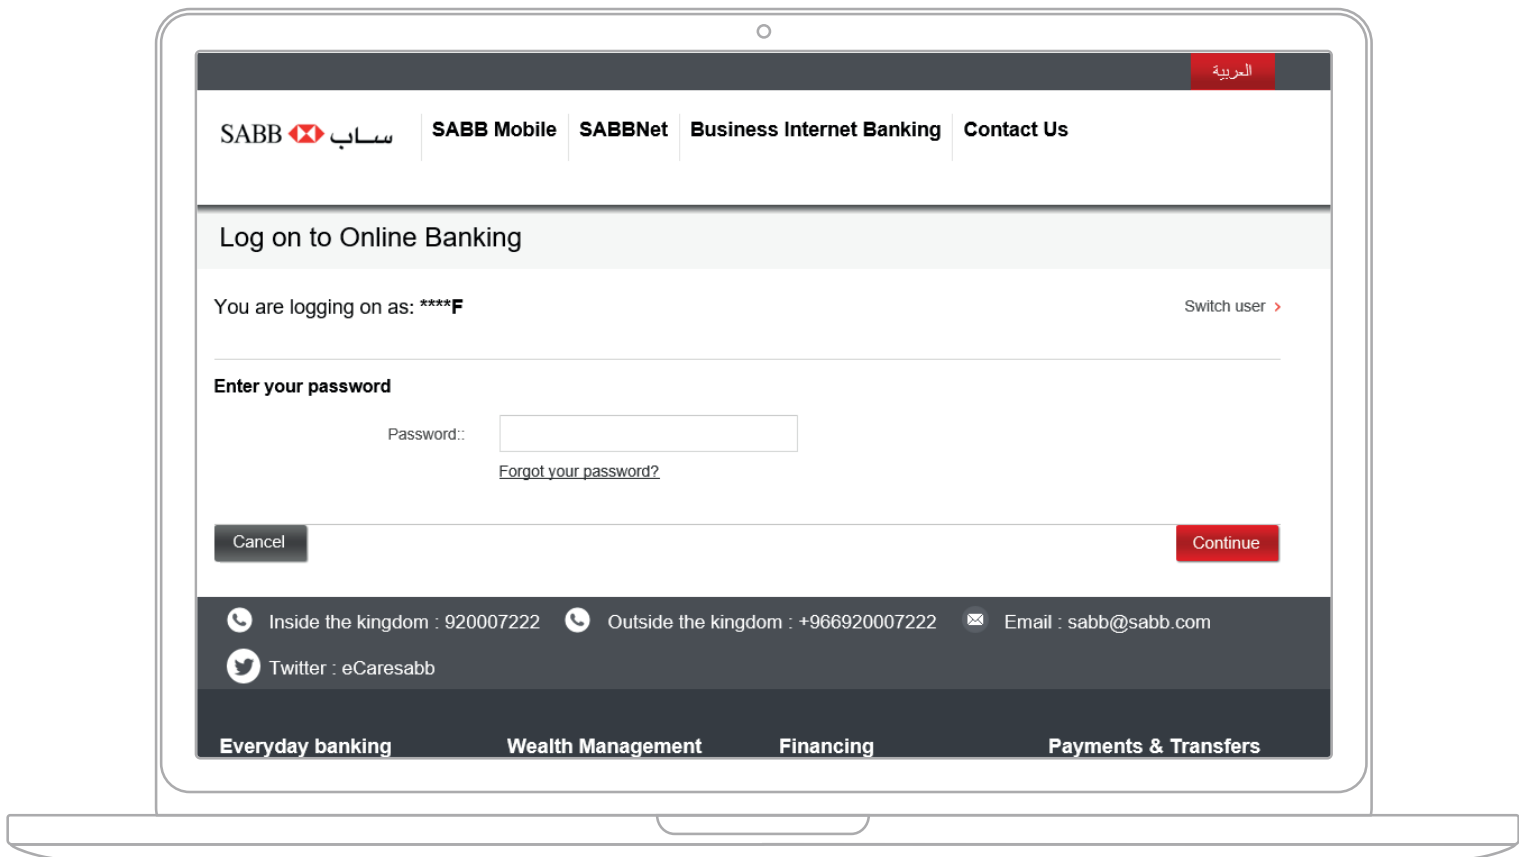 العربية
SABB ساب
SABB Mobile SABBNet Business Internet Banking Contact Us
Log on to Online Banking
You are logging on as: ****F
Switch user >
Enter your password
Password::
Forgot your password?
Cancel
Continue
Inside the kingdom : 920007222 Outside the kingdom : +966920007222 Email : sabb@sabb.com
Twitter : eCaresabb
Everyday banking Wealth Management Financing Payments & Transfers